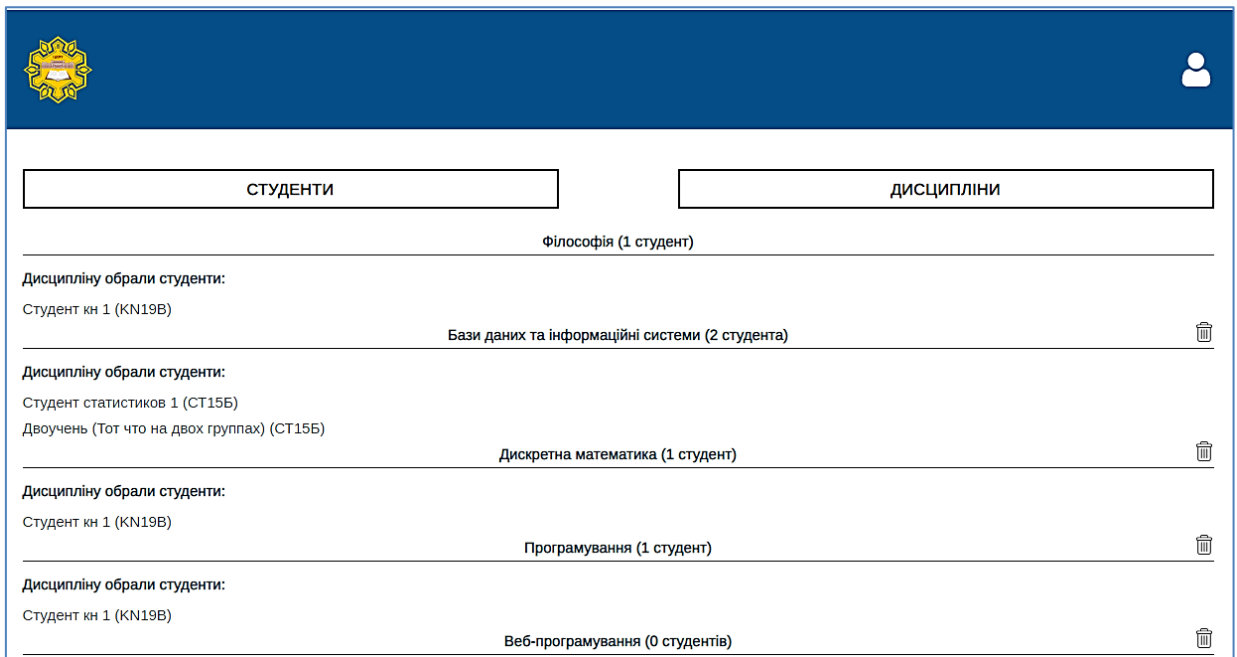 СТУДЕНТИ
ДИСЦИПЛІНИ
Філософія (1 студент)
Дисципліну обрали студенти:
Студент кн 1 (KN19B)
Бази даних та інформаційні системи (2 студента)
Дисципліну обрали студенти:
Студент статистиков 1 (СТ15Б)
Двоучень (Тот что на двох группах) (СТ15Б)
Дискретна математика (1 студент)
Дисципліну обрали студенти:
Студент кн 1 (KN19B)
Програмування (1 студент)
Дисципліну обрали студенти:
Студент кн 1 (KN19B)
Веб-програмування (0 студентів)